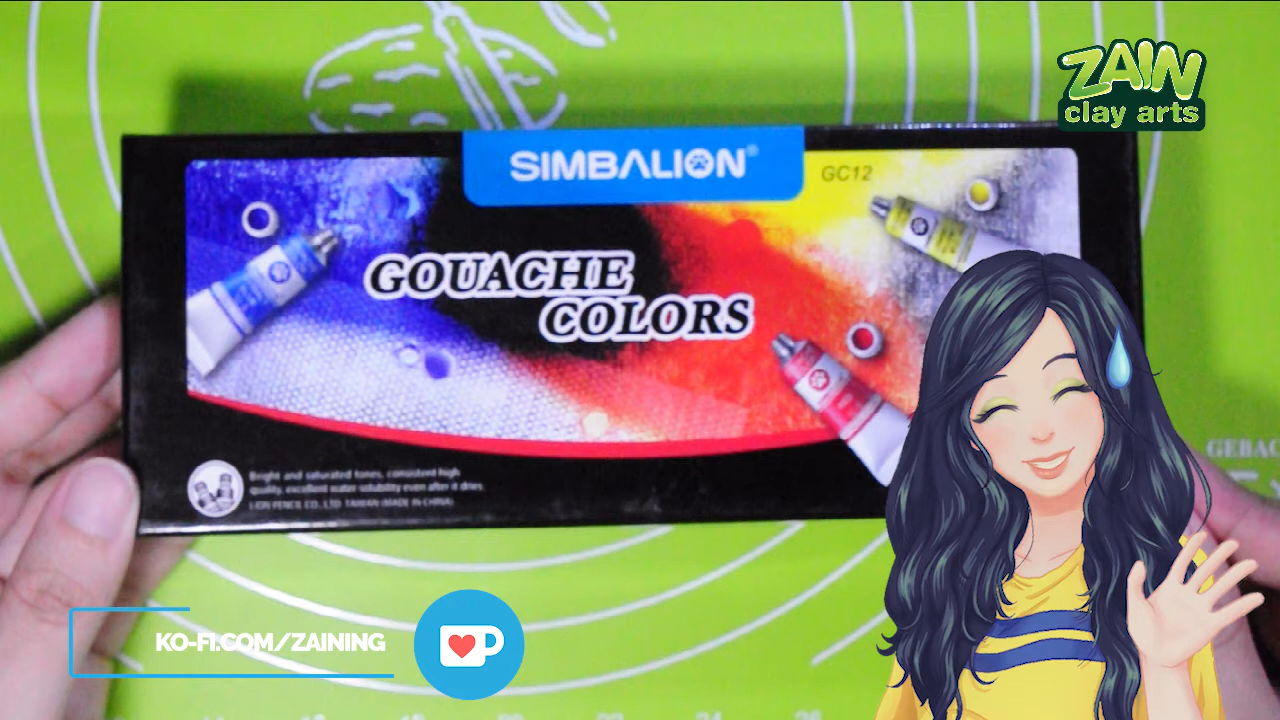 ZAIN
clay arts
SIMBALION®
GC12
GOUACHE
COLORS
Bright and saturated tones, consistent high
quality, excellent water solubility even after it dries.
LION PENCIL CO., LTD. TAIWAN (MADE IN CHINA)
GEBAC
KO-FI.COM/ZAINING